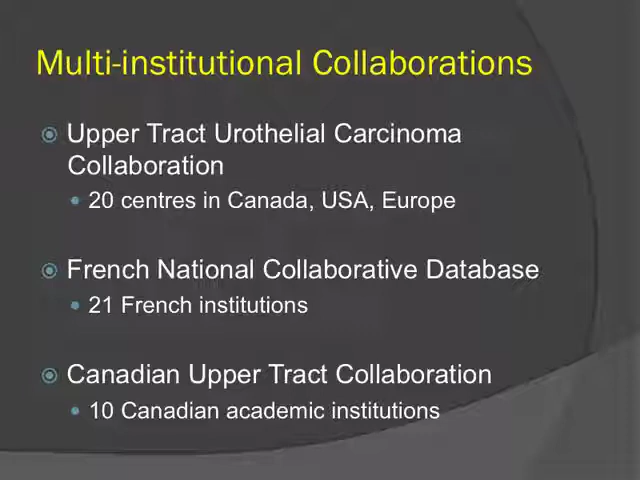 Multi-institutional Collaborations
Upper Tract Urothelial Carcinoma
Collaboration
20 centres in Canada, USA, Europe
French National Collaborative Database
21 French institutions
Canadian Upper Tract Collaboration
10 Canadian academic institutions